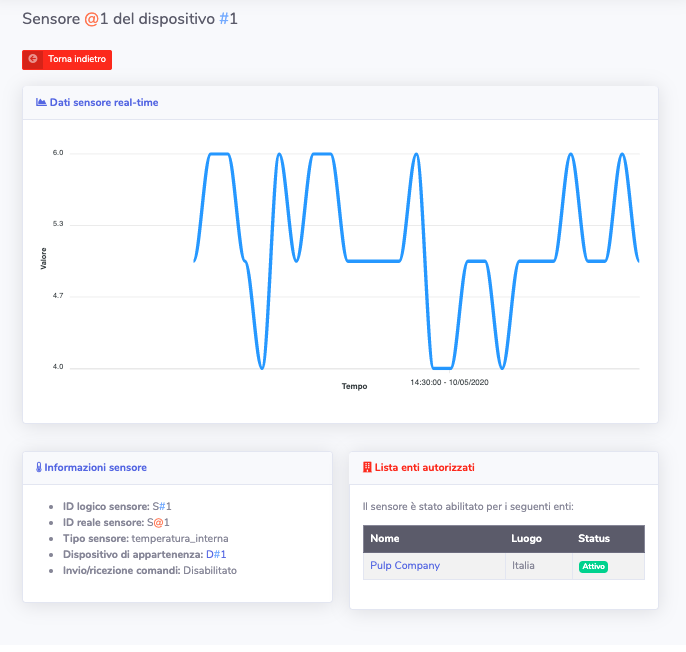 Sensore @1 del dispositivo #1
Torna indietro
Dati sensore real-time
6.0
5.3
4.7
4.0
Valore
Tempo
14:30:00 - 10/05/2020
Informazioni sensore
ID logico sensore: S#1
ID reale sensore: S@1
Tipo sensore: temperatura_interna
Dispositivo di appartenenza: D#1
Invio/ricezione comandi: Disabilitato
Lista enti autorizzati
Il sensore è stato abilitato per i seguenti enti:
Nome Luogo Status
Pulp Company Italia Attivo